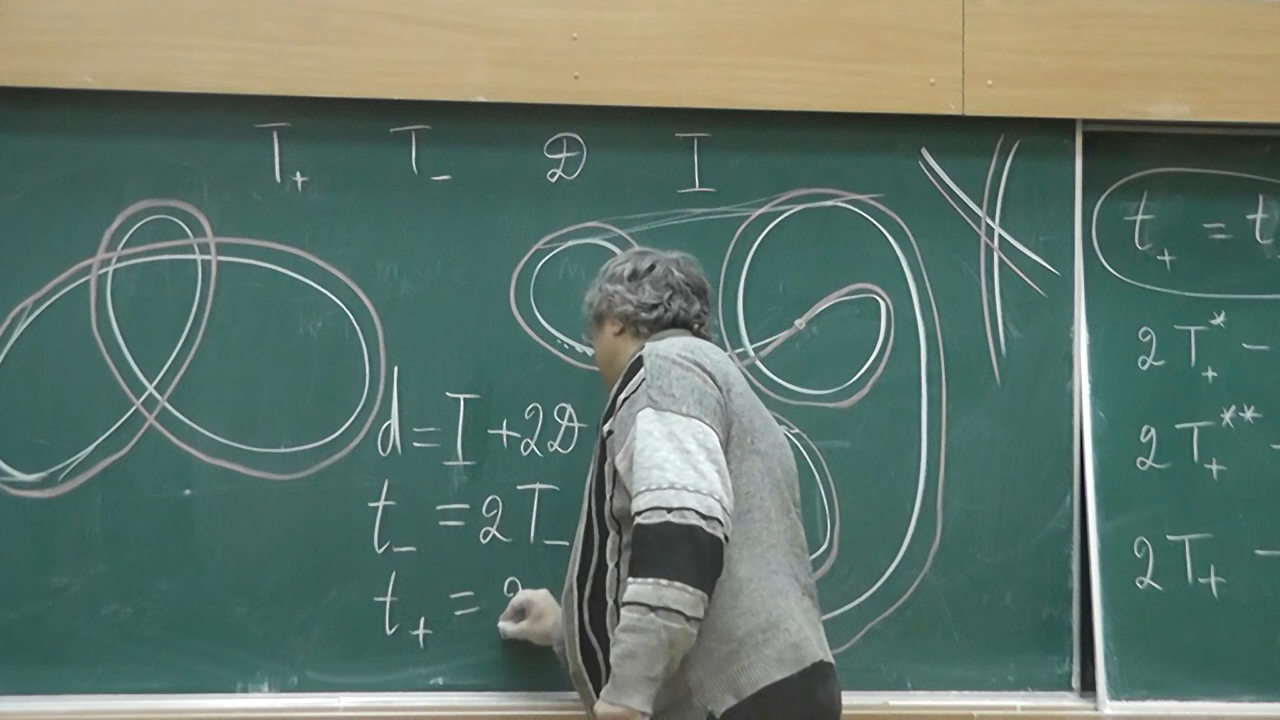 T₊ T₋ D I
d = I + 2D
t₋ = 2T₋
t₊ = 2
t₊ = t
2T₊* -
2T₊** -
2T₊ -